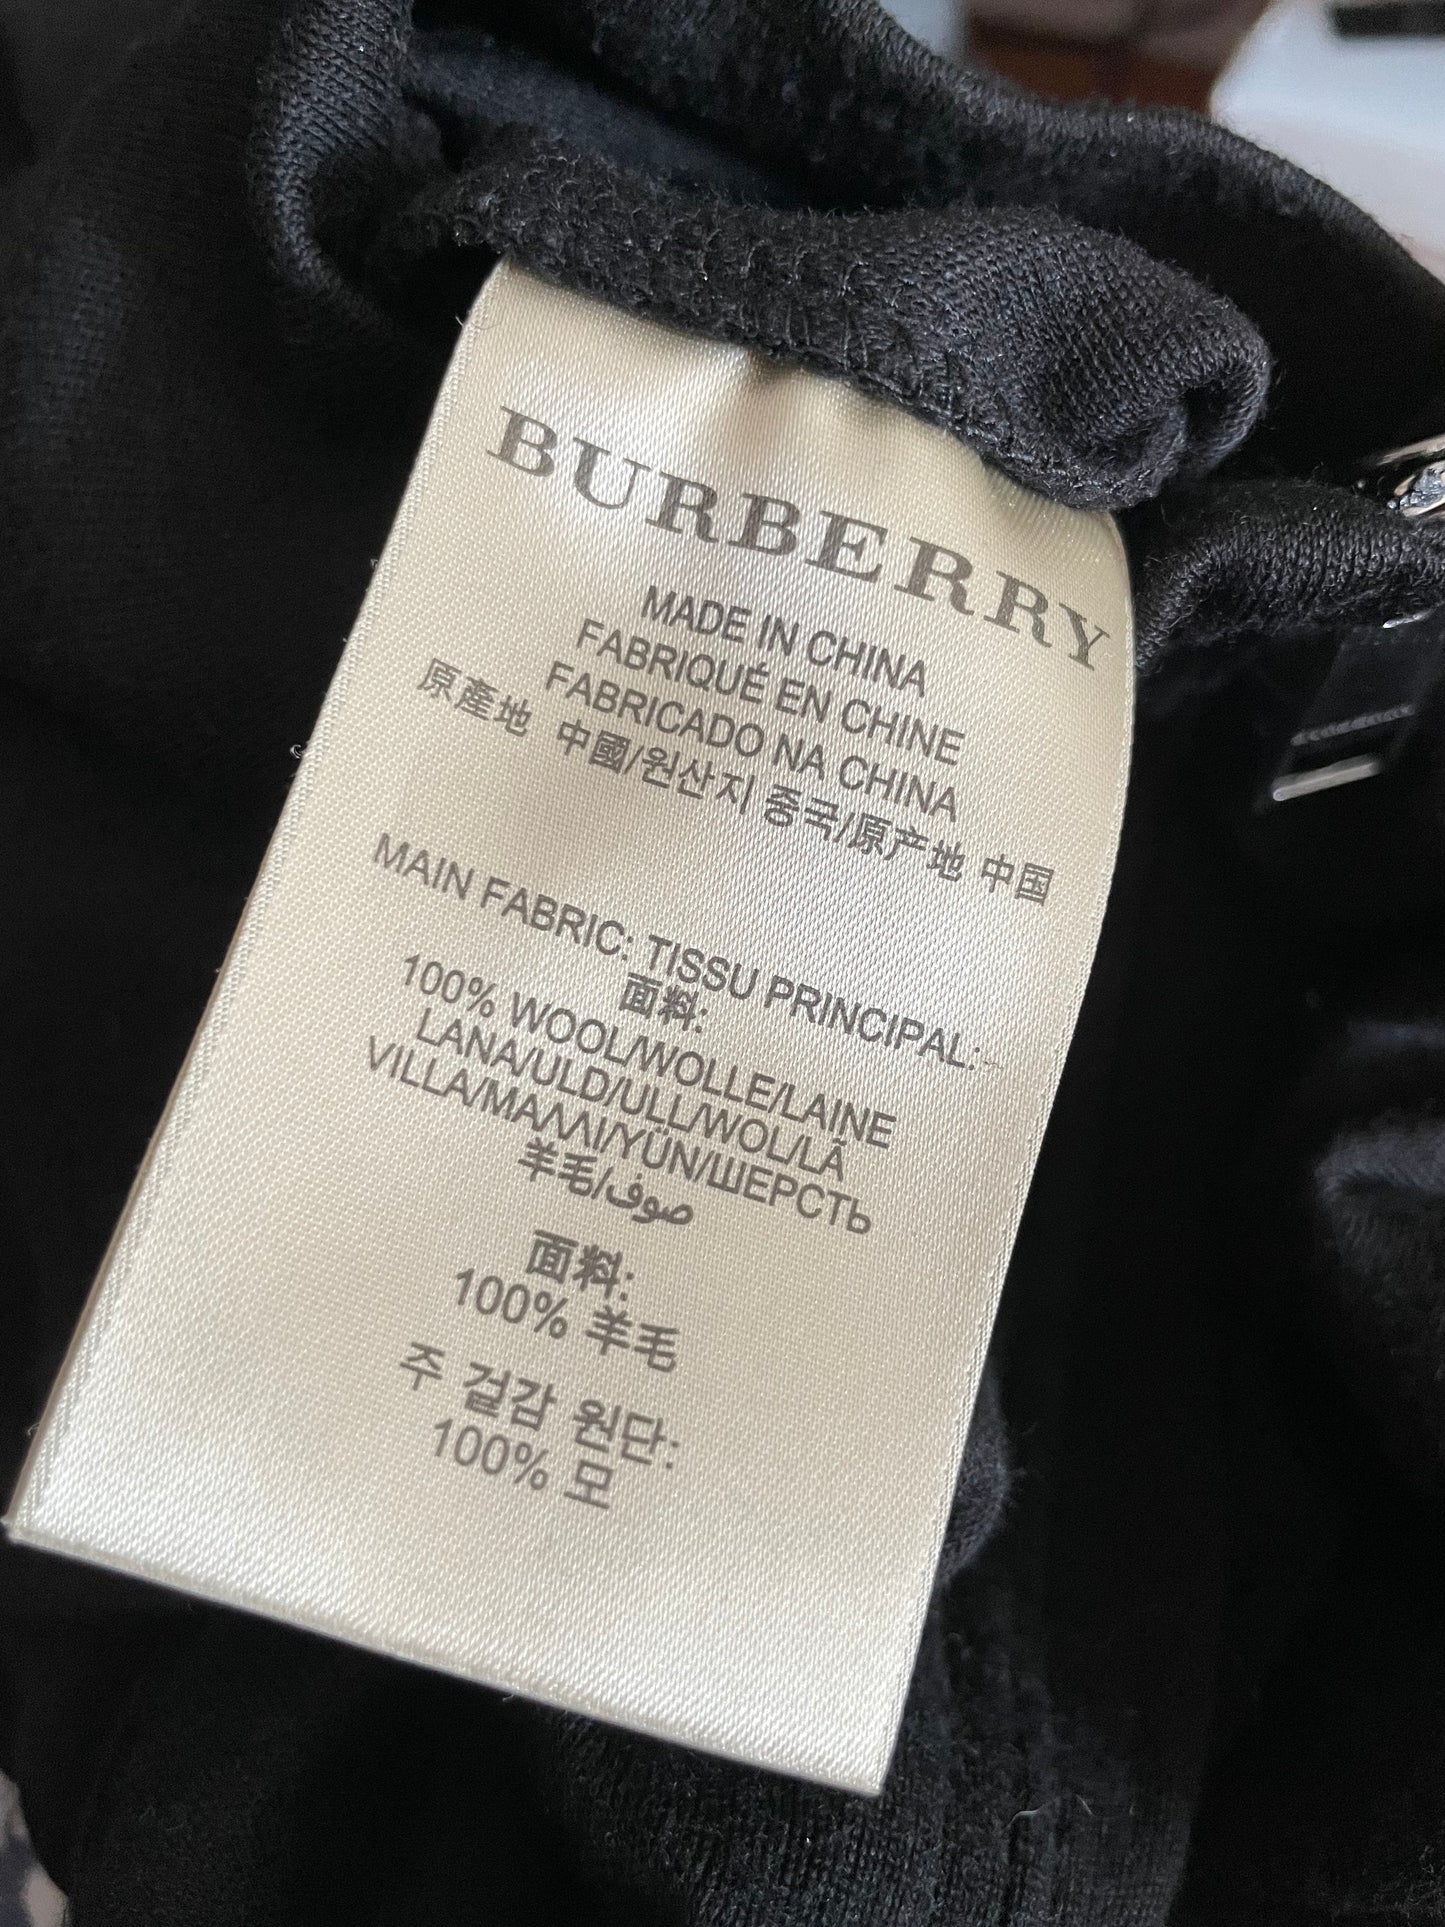 BURBERRY
MADE IN CHINA
FABRIQUÉ EN CHINE
FABRICADO NA CHINA
原產地 中國/원산지 중국/原产地 中国
MAIN FABRIC: TISSU PRINCIPAL:
面料:
100% WOOL/WOLLE/LAINE
LANA/ULD/ULL/WOL/LÃ
VILLA/ΜΑΛΛΙ/YÜN/ШЕРСТЬ
羊毛/صوف
面料:
100% 羊毛
주 겉감 원단:
100% 모